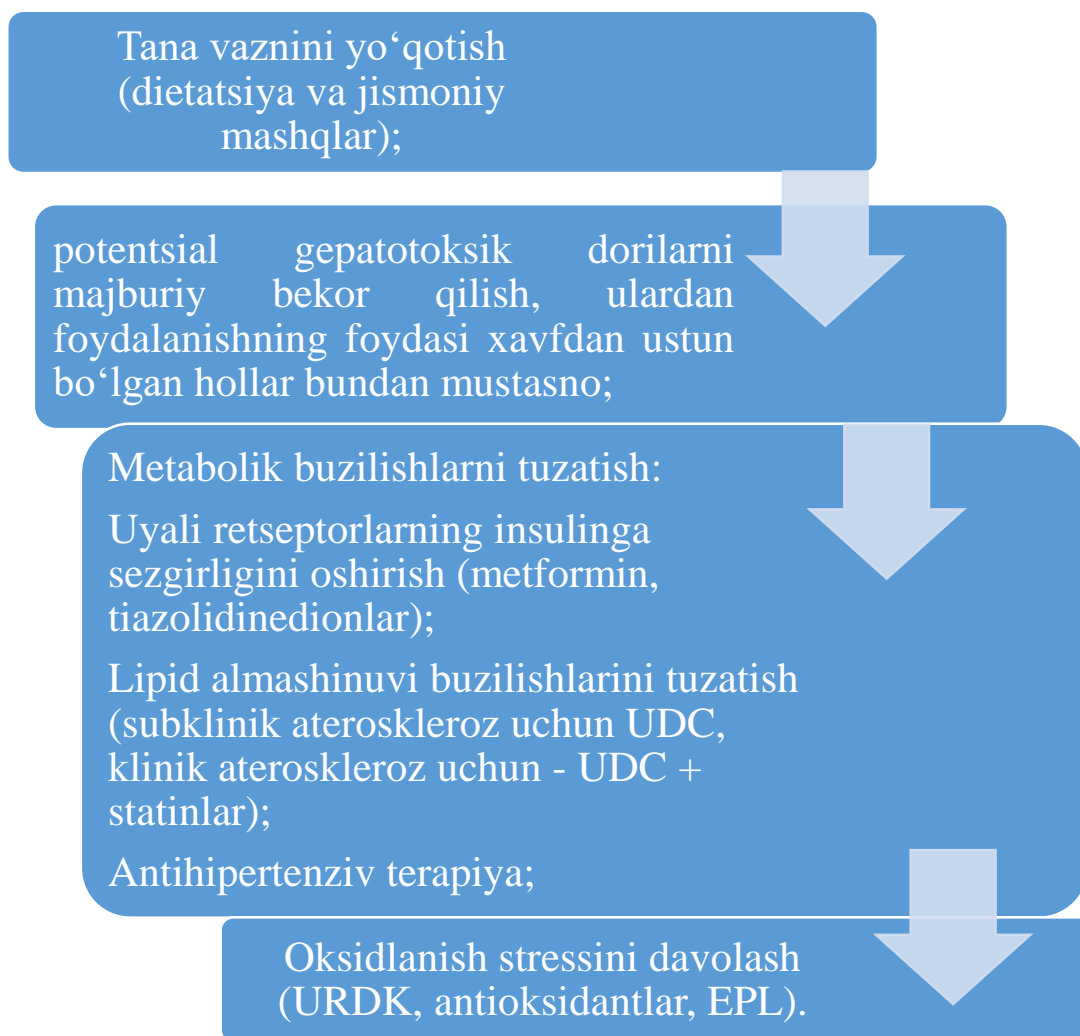 Tana vaznini yo‘qotish
(dietatsiya va jismoniy
mashqlar);
potentsial gepatotoksik dorilarni
majburiy bekor qilish, ulardan
foydalanishning foydasi xavfdan ustun
bo‘lgan hollar bundan mustasno;
Metabolik buzilishlarni tuzatish:
Uyali retseptorlarning insulinga
sezgirligini oshirish (metformin,
tiazolidinedionlar);
Lipid almashinuvi buzilishlarini tuzatish
(subklinik ateroskleroz uchun UDC,
klinik ateroskleroz uchun - UDC +
statinlar);
Antihipertenziv terapiya;
Oksidlanish stressini davolash
(URDK, antioksidantlar, EPL).